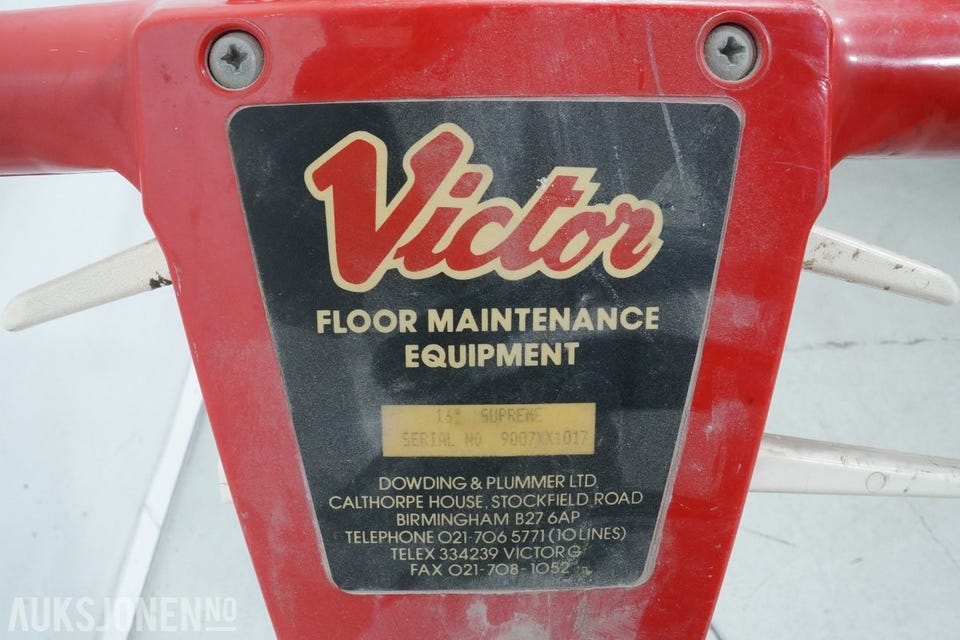 Victor
FLOOR MAINTENANCE
EQUIPMENT
16" SUPREME
SERIAL NO 9007XX1017
DOWDING & PLUMMER LTD
CALTHORPE HOUSE, STOCKFIELD ROAD
BIRMINGHAM B27 6AP
TELEPHONE 021-706 5771 (10 LINES)
TELEX 334239 VICTOR G
FAX 021-708-1052
AUKSJONEN.NO